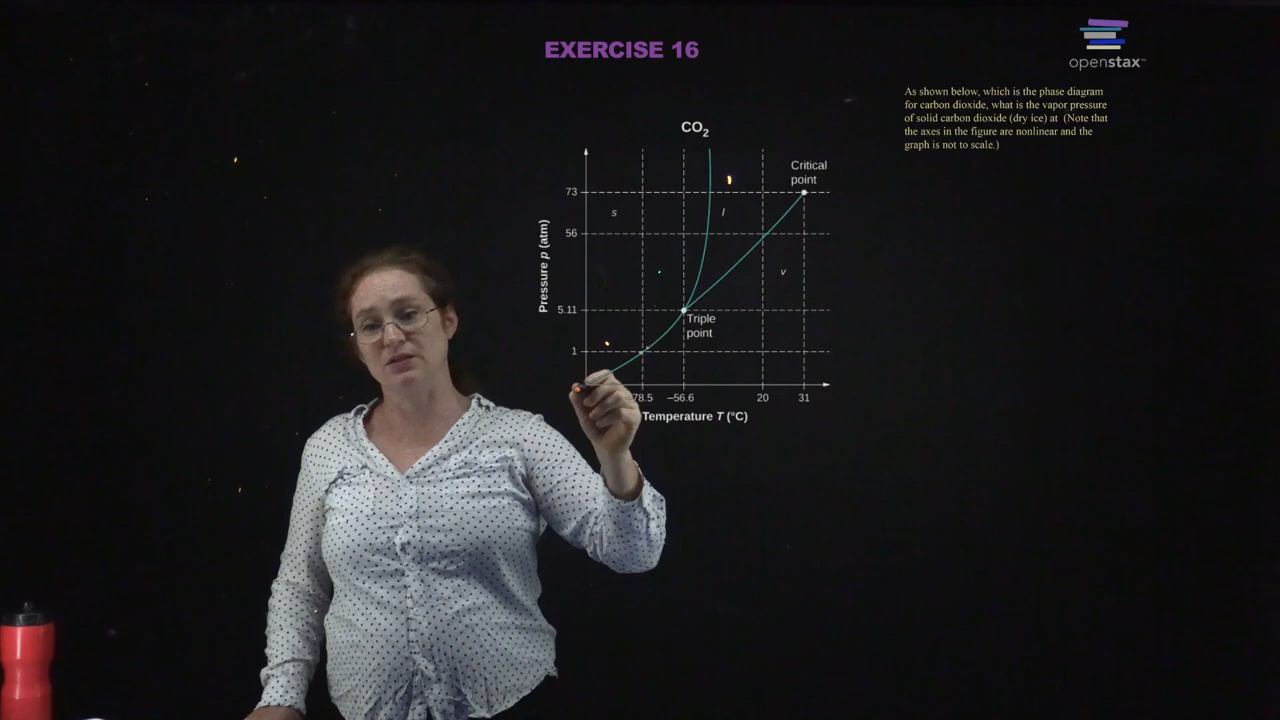 EXERCISE 16
openstax™
As shown below, which is the phase diagram
for carbon dioxide, what is the vapor pressure
of solid carbon dioxide (dry ice) at (Note that
the axes in the figure are nonlinear and the
graph is not to scale.)
CO2
Critical
point
73
s
l
56
Pressure p (atm)
v
5.11
Triple
point
1
78.5
–56.6
20
31
Temperature T (°C)